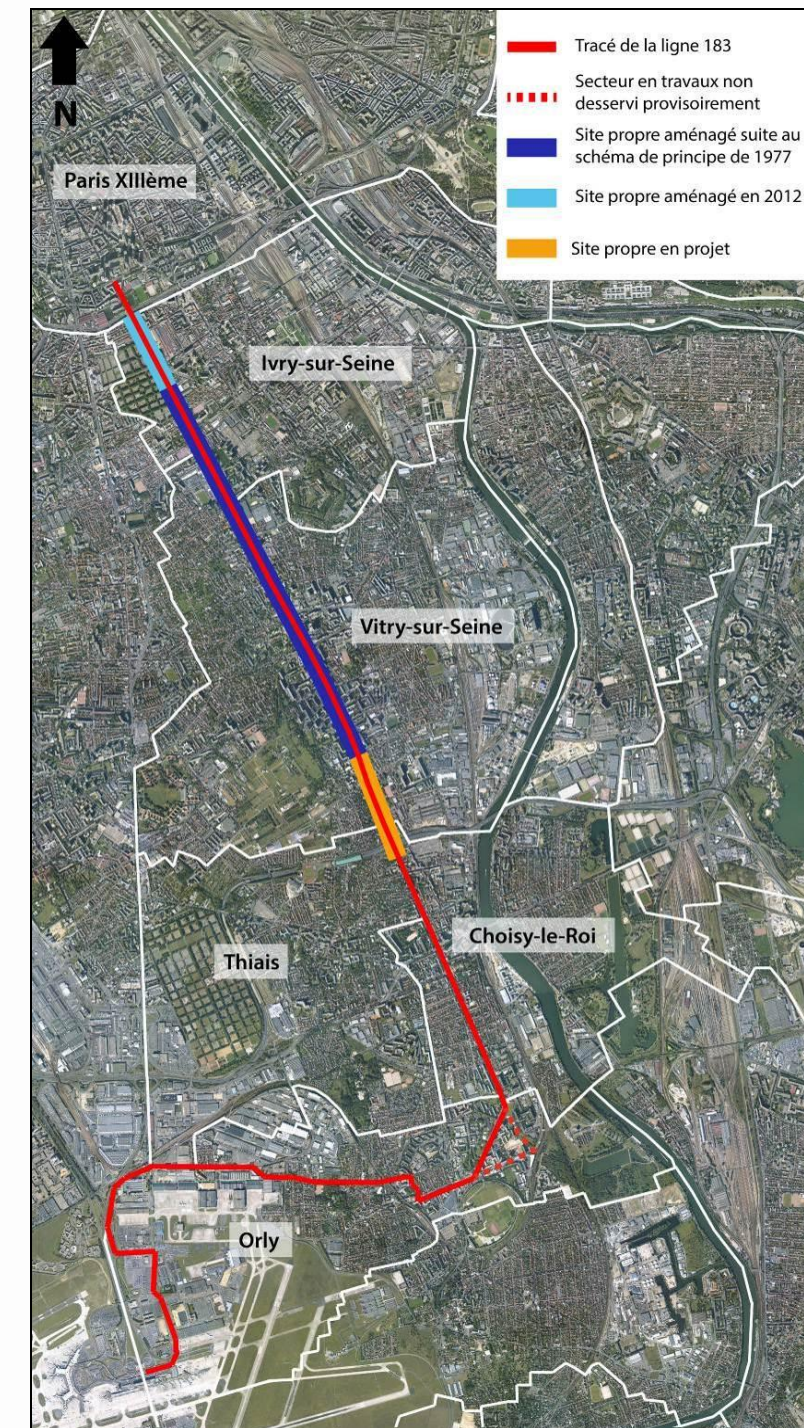 N
Tracé de la ligne 183
Secteur en travaux non
desservi provisoirement
Site propre aménagé suite au
schéma de principe de 1977
Site propre aménagé en 2012
Site propre en projet
Paris XIIIème
Ivry-sur-Seine
Vitry-sur-Seine
Choisy-le-Roi
Thiais
Orly